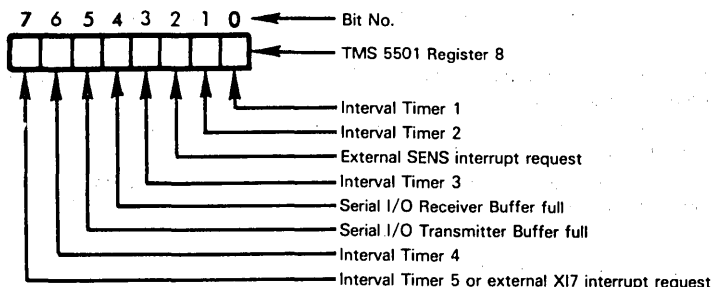 7 6 5 4 3 2 1 0 Bit No.
TMS 5501 Register 8
Interval Timer 1
Interval Timer 2
External SENS interrupt request
Interval Timer 3
Serial I/O Receiver Buffer full
Serial I/O Transmitter Buffer full
Interval Timer 4
Interval Timer 5 or external XI7 interrupt request